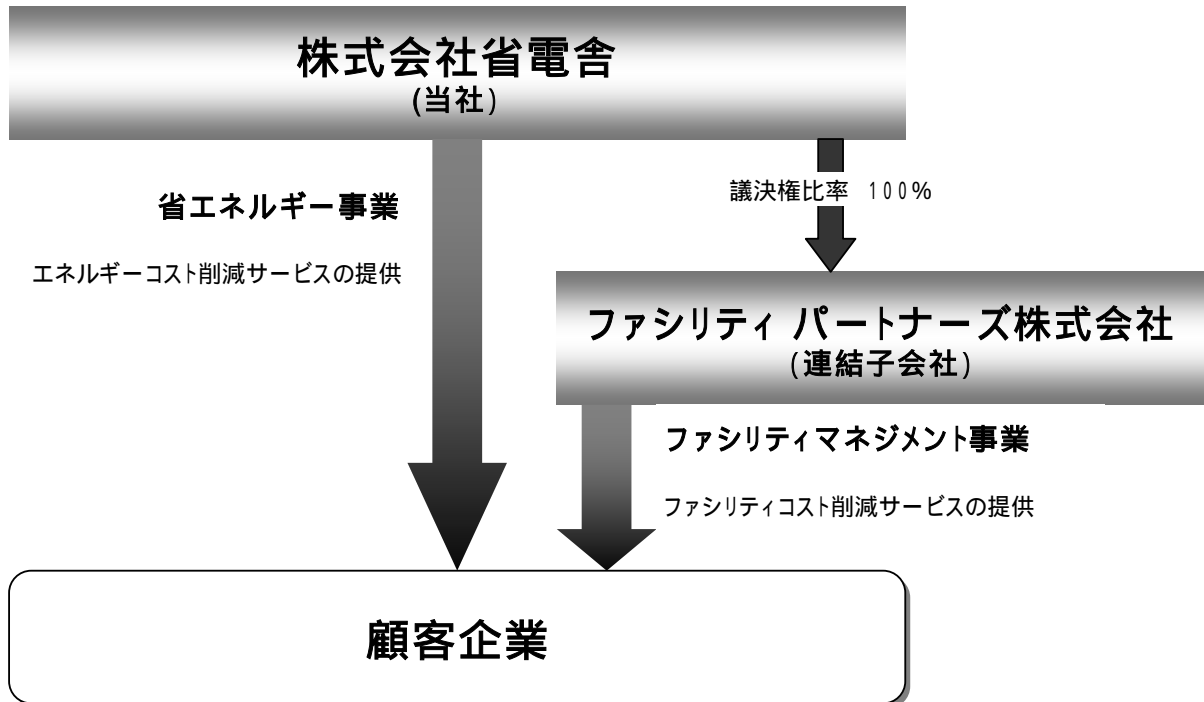 株式会社省電舎
(当社)
省エネルギー事業
エネルギーコスト削減サービスの提供
議決権比率 100%
ファシリティ パートナーズ株式会社
(連結子会社)
ファシリティマネジメント事業
ファシリティコスト削減サービスの提供
顧客企業